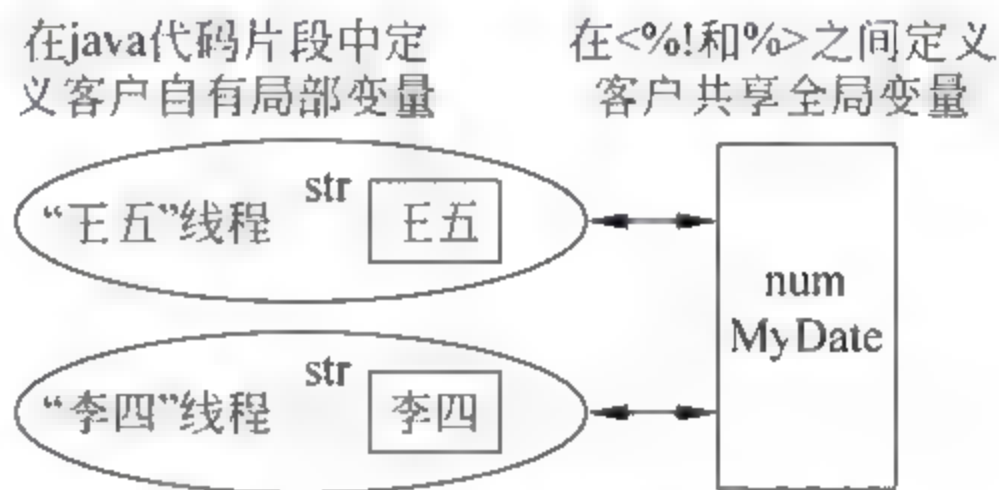 在java代码片段中定
义客户自有局部变量
在<%!和%>之间定义
客户共享全局变量
“王五”线程
str
王五
“李四”线程
str
李四
num
MyDate